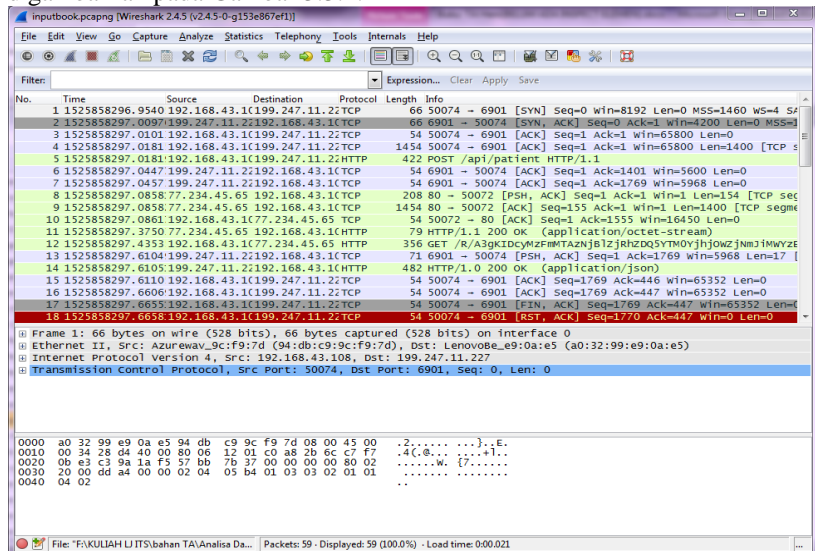 inputbook.pcapng [Wireshark 2.4.5 (v2.4.5-0-g153e867ef1)]
File Edit View Go Capture Analyze Statistics Telephony Tools Internals Help
Filter: Expression... Clear Apply Save
No. Time Source Destination Protocol Length Info
1 1525858296.9540 192.168.43.1( 199.247.11.22 TCP 66 50074 → 6901 [SYN] Seq=0 Win=8192 Len=0 MSS=1460 WS=4 SA
2 1525858297.0097 199.247.11.22 192.168.43.1( TCP 66 6901 → 50074 [SYN, ACK] Seq=0 Ack=1 Win=4200 Len=0 MSS=1
3 1525858297.0101 192.168.43.1( 199.247.11.22 TCP 54 50074 → 6901 [ACK] Seq=1 Ack=1 Win=65800 Len=0
4 1525858297.0181 192.168.43.1( 199.247.11.22 TCP 1454 50074 → 6901 [ACK] Seq=1 Ack=1 Win=65800 Len=1400 [TCP s
5 1525858297.0181 192.168.43.1( 199.247.11.22 HTTP 422 POST /api/patient HTTP/1.1
6 1525858297.0447 199.247.11.22 192.168.43.1( TCP 54 6901 → 50074 [ACK] Seq=1 Ack=1401 Win=5600 Len=0
7 1525858297.0457 199.247.11.22 192.168.43.1( TCP 54 6901 → 50074 [ACK] Seq=1 Ack=1769 Win=5968 Len=0
8 1525858297.0858 77.234.45.65 192.168.43.1( TCP 208 80 → 50072 [PSH, ACK] Seq=1 Ack=1 Win=1 Len=154 [TCP seg
9 1525858297.0858 77.234.45.65 192.168.43.1( TCP 1454 80 → 50072 [ACK] Seq=155 Ack=1 Win=1 Len=1400 [TCP segme
10 1525858297.0861 192.168.43.1( 77.234.45.65 TCP 54 50072 → 80 [ACK] Seq=1 Ack=1555 Win=16450 Len=0
11 1525858297.3750 77.234.45.65 192.168.43.1( HTTP 79 HTTP/1.1 200 OK (application/octet-stream)
12 1525858297.4353 192.168.43.1( 77.234.45.65 HTTP 356 GET
13 1525858297.6104 199.247.11.22 192.168.43.1( TCP 71 6901 → 50074 [PSH, ACK] Seq=1 Ack=1769 Win=5968 Len=17 [
14 1525858297.6105 199.247.11.22 192.168.43.1( HTTP 482 HTTP/1.0 200 OK (application/json)
15 1525858297.6110 192.168.43.1( 199.247.11.22 TCP 54 50074 → 6901 [ACK] Seq=1769 Ack=446 Win=65352 Len=0
16 1525858297.6606 192.168.43.1( 199.247.11.22 TCP 54 50074 → 6901 [ACK] Seq=1769 Ack=447 Win=65352 Len=0
17 1525858297.6655 192.168.43.1( 199.247.11.22 TCP 54 50074 → 6901 [FIN, ACK] Seq=1769 Ack=447 Win=65352 Len=0
18 1525858297.6658 192.168.43.1( 199.247.11.22 TCP 54 50074 → 6901 [RST, ACK] Seq=1770 Ack=447 Win=0 Len=0
Frame 1: 66 bytes on wire (528 bits), 66 bytes captured (528 bits) on interface 0
Ethernet II, Src: Azurewav_9c:f9:7d (94:db:c9:9c:f9:7d), Dst: LenovoBe_e9:0a:e5 (a0:32:99:e9:0a:e5)
Internet Protocol Version 4, Src: 192.168.43.108, Dst: 199.247.11.227
Transmission Control Protocol, Src Port: 50074, Dst Port: 6901, Seq: 0, Len: 0
0000 a0 32 99 e9 0a e5 94 db c9 9c f9 7d 08 00 45 00 .2...... ...}..E.
0010 00 34 28 d4 40 00 80 06 12 01 c0 a8 2b 6c c7 f7 .4(.@... ....+l..
0020 0b e3 c3 9a 1a f5 57 bb 7b 37 00 00 00 00 80 02 ......W. {7......
0030 20 00 dd a4 00 00 02 04 05 b4 01 03 03 02 01 01 ....... ........
0040 04 02 ..
File: "F:\KULIAH LJ ITS\bahan TA\Analisa Da... Packets: 59 · Displayed: 59 (100.0%) · Load time: 0:00.021